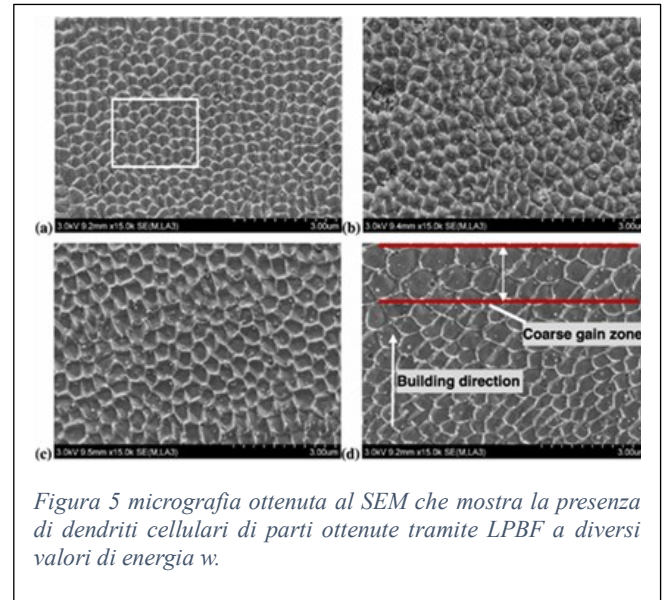 (a) 3.0kV 9.2mm x15.0k SE(M,LA3) 3.00um
(b) 3.0kV 9.4mm x15.0k SE(M,LA3) 3.00um
Coarse gain zone
Building direction
(c) 3.0kV 9.5mm x15.0k SE(M,LA3) 3.00um
(d) 3.0kV 9.2mm x15.0k SE(M,LA3) 3.00um
Figura 5 micrografia ottenuta al SEM che mostra la presenza
di dendriti cellulari di parti ottenute tramite LPBF a diversi
valori di energia w.